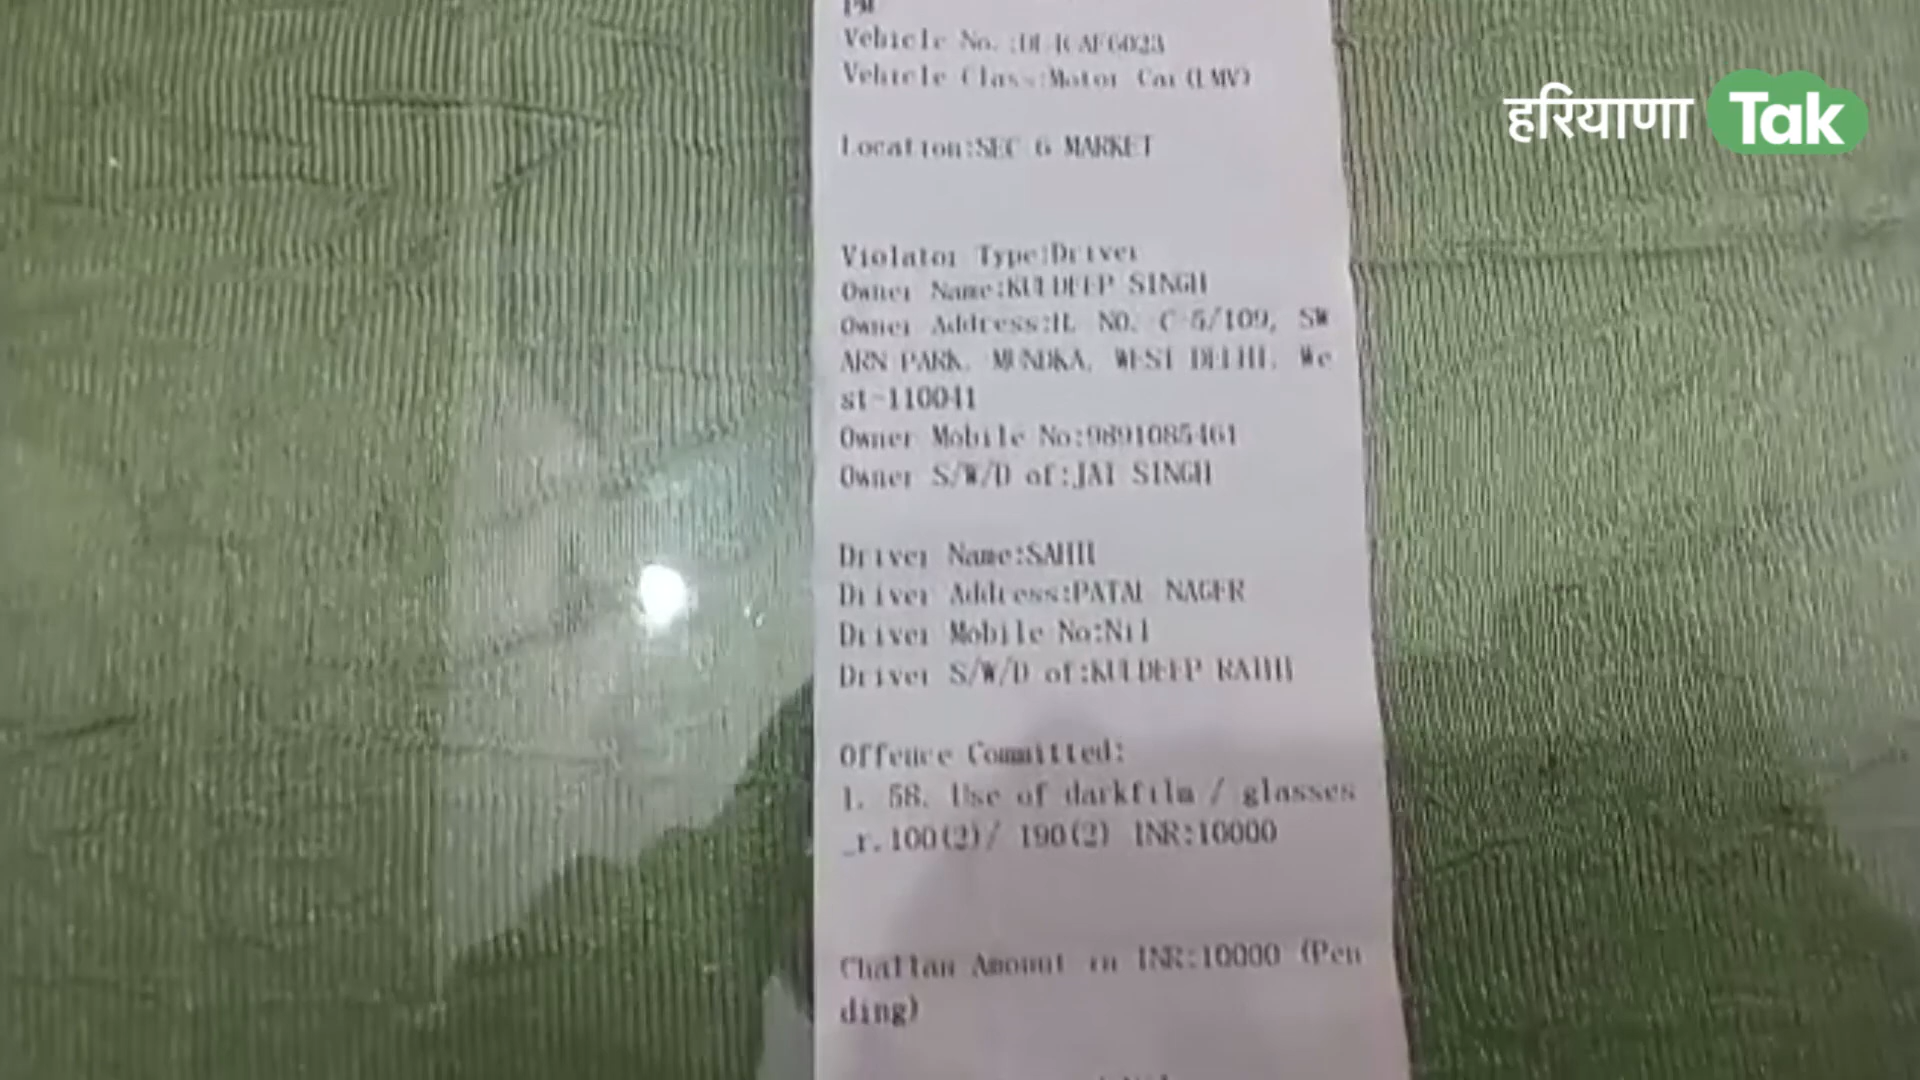 PM
Vehicle No. :
Vehicle Class:Motor Car(LMV)
Location:SEC 6 MARKET
Violator Type:Driver
Owner Name:KULDEEP SINGH
Owner Address:H. NO. C-5/109, SW
ARN PARK, MUNDKA, WEST DELHI, We
st-110041
Owner Mobile No:9891085461
Owner S/W/D of:JAI SINGH
Driver Name:SAHIL
Driver Address:PATAL NAGER
Driver Mobile No:Nil
Driver S/W/D of:KULDEEP RATHI
Offence Committed:
1. 58. Use of darkfilm / glasses
_r.100(2)/ 190(2) INR:10000
Challan Amount in INR:10000 (Pen
ding)
हरियाणा Tak